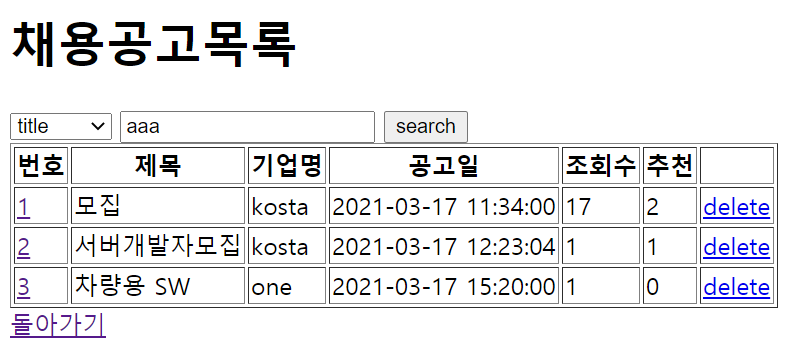 채용공고목록
title aaa search
번호 제목 기업명 공고일 조회수 추천
1 모집 kosta 2021-03-17 11:34:00 17 2 delete
2 서버개발자모집 kosta 2021-03-17 12:23:04 1 1 delete
3 차량용 SW one 2021-03-17 15:20:00 1 0 delete
돌아가기